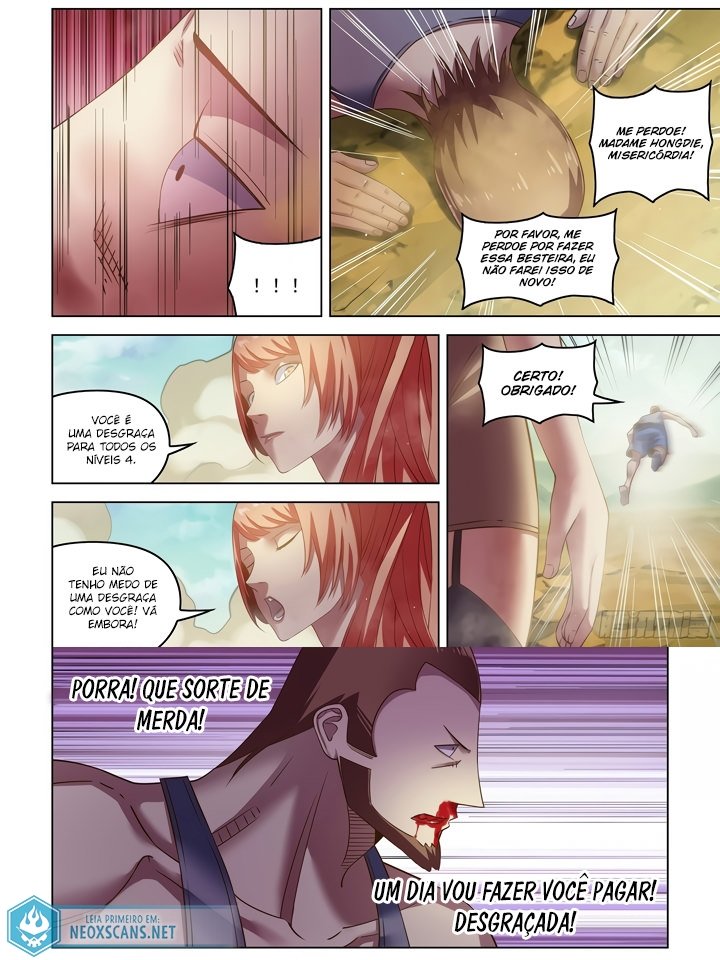 ! ! !
ME PERDOE!
MADAME HONGDIE,
MISERICÓRDIA!
POR FAVOR, ME
PERDOE POR FAZER
ESSA BESTEIRA, EU
NÃO FAREI ISSO DE
NOVO!
VOCÊ É
UMA DESGRAÇA
PARA TODOS OS
NÍVEIS 4.
CERTO!
OBRIGADO!
EU NÃO
TENHO MEDO DE
UMA DESGRAÇA
COMO VOCÊ! VÁ
EMBORA!
PORRA! QUE SORTE DE
MERDA!
UM DIA VOU FAZER VOCÊ PAGAR!
DESGRAÇADA!
LEIA PRIMEIRO EM:
NEOXSCANS.NET